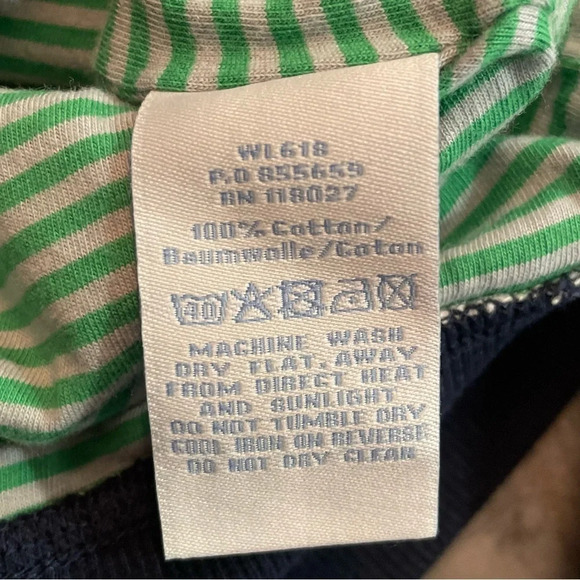 WL618
P.O 855659
RN 118027
100% Cotton/
Baumwolle/Coton
40
MACHINE WASH
DRY FLAT, AWAY
FROM DIRECT HEAT
AND SUNLIGHT
DO NOT TUMBLE DRY
COOL IRON ON REVERSE
DO NOT DRY CLEAN